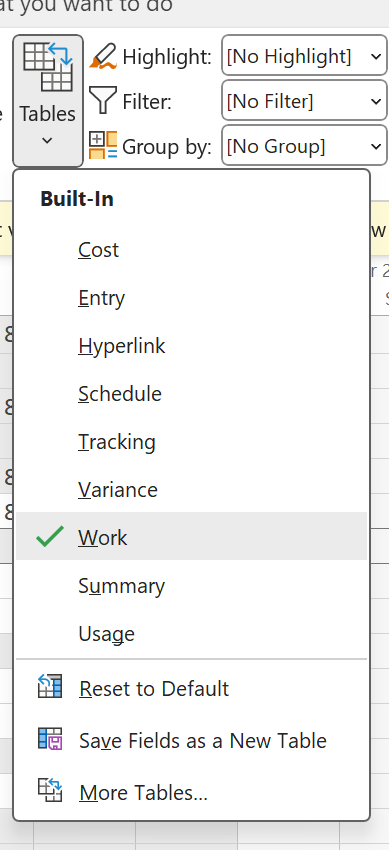 at you want to do
Tables
Highlight: [No Highlight]
Filter: [No Filter]
Group by: [No Group]
Built-In
Cost
Entry
Hyperlink
Schedule
Tracking
Variance
Work
Summary
Usage
Reset to Default
Save Fields as a New Table
More Tables...